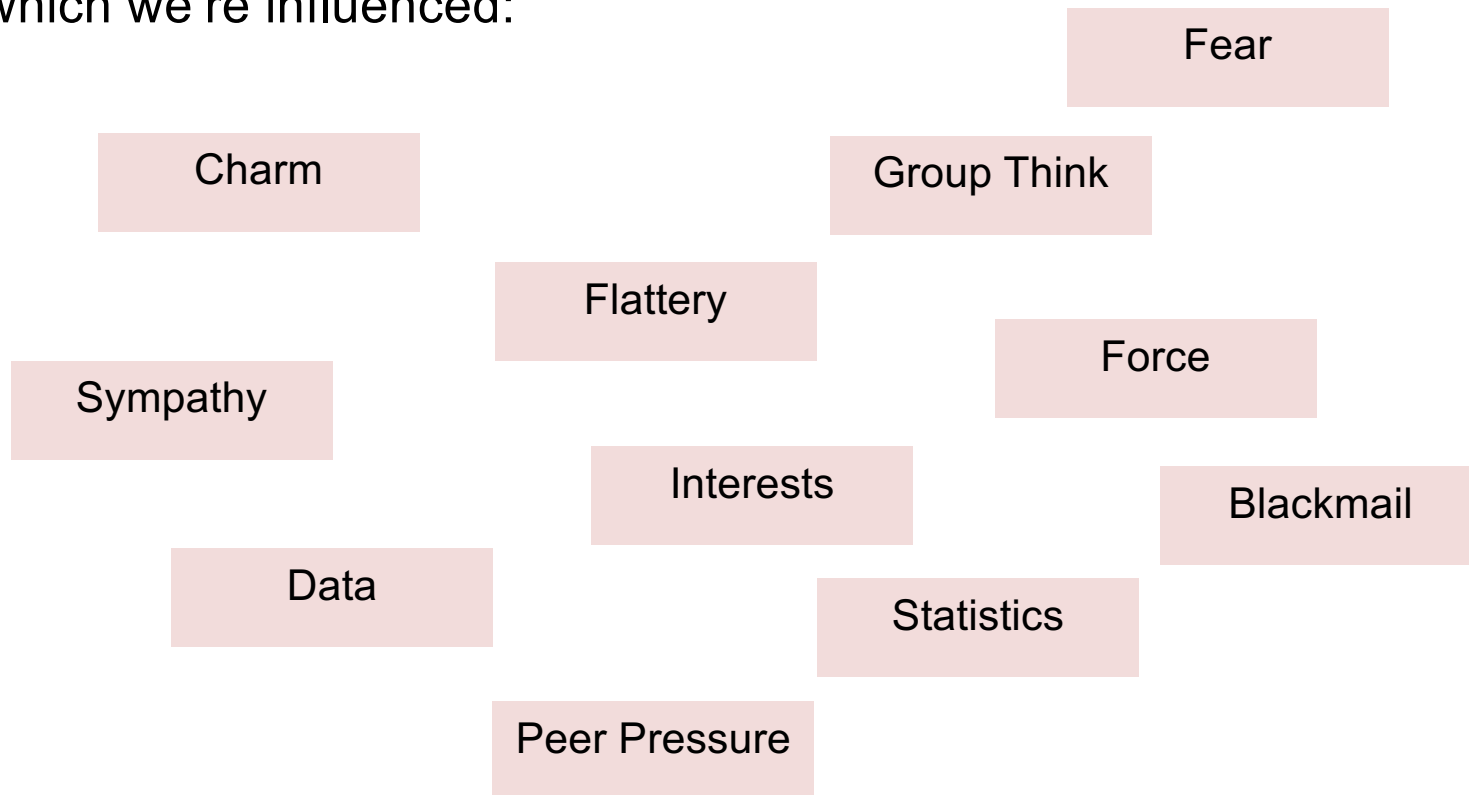 which we're influenced:
Fear
Charm
Group Think
Flattery
Force
Sympathy
Interests
Blackmail
Data
Statistics
Peer Pressure